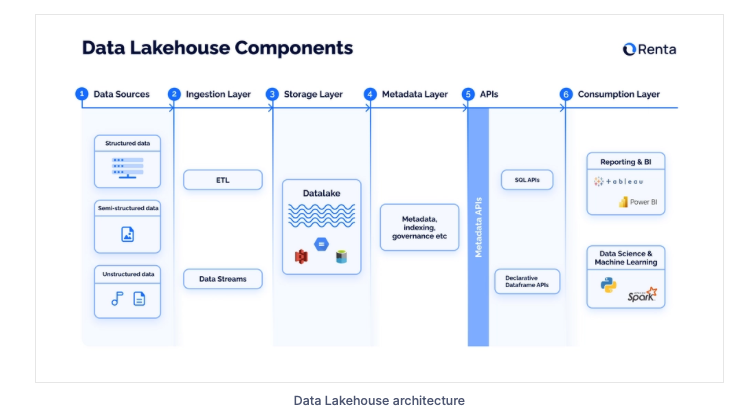 Data Lakehouse Components
Renta
1 Data Sources
2 Ingestion Layer
3 Storage Layer
4 Metadata Layer
5 APIs
6 Consumption Layer
Structured data
Semi-structured data
Unstructured data
ETL
Data Streams
Datalake
Metadata,
indexing,
governance etc
Metadata APIs
SGL APIs
Declarative
Dataframe APIs
Reporting & BI
+ableau
Power BI
Data Science &
Machine Learning
Spark
Data Lakehouse architecture